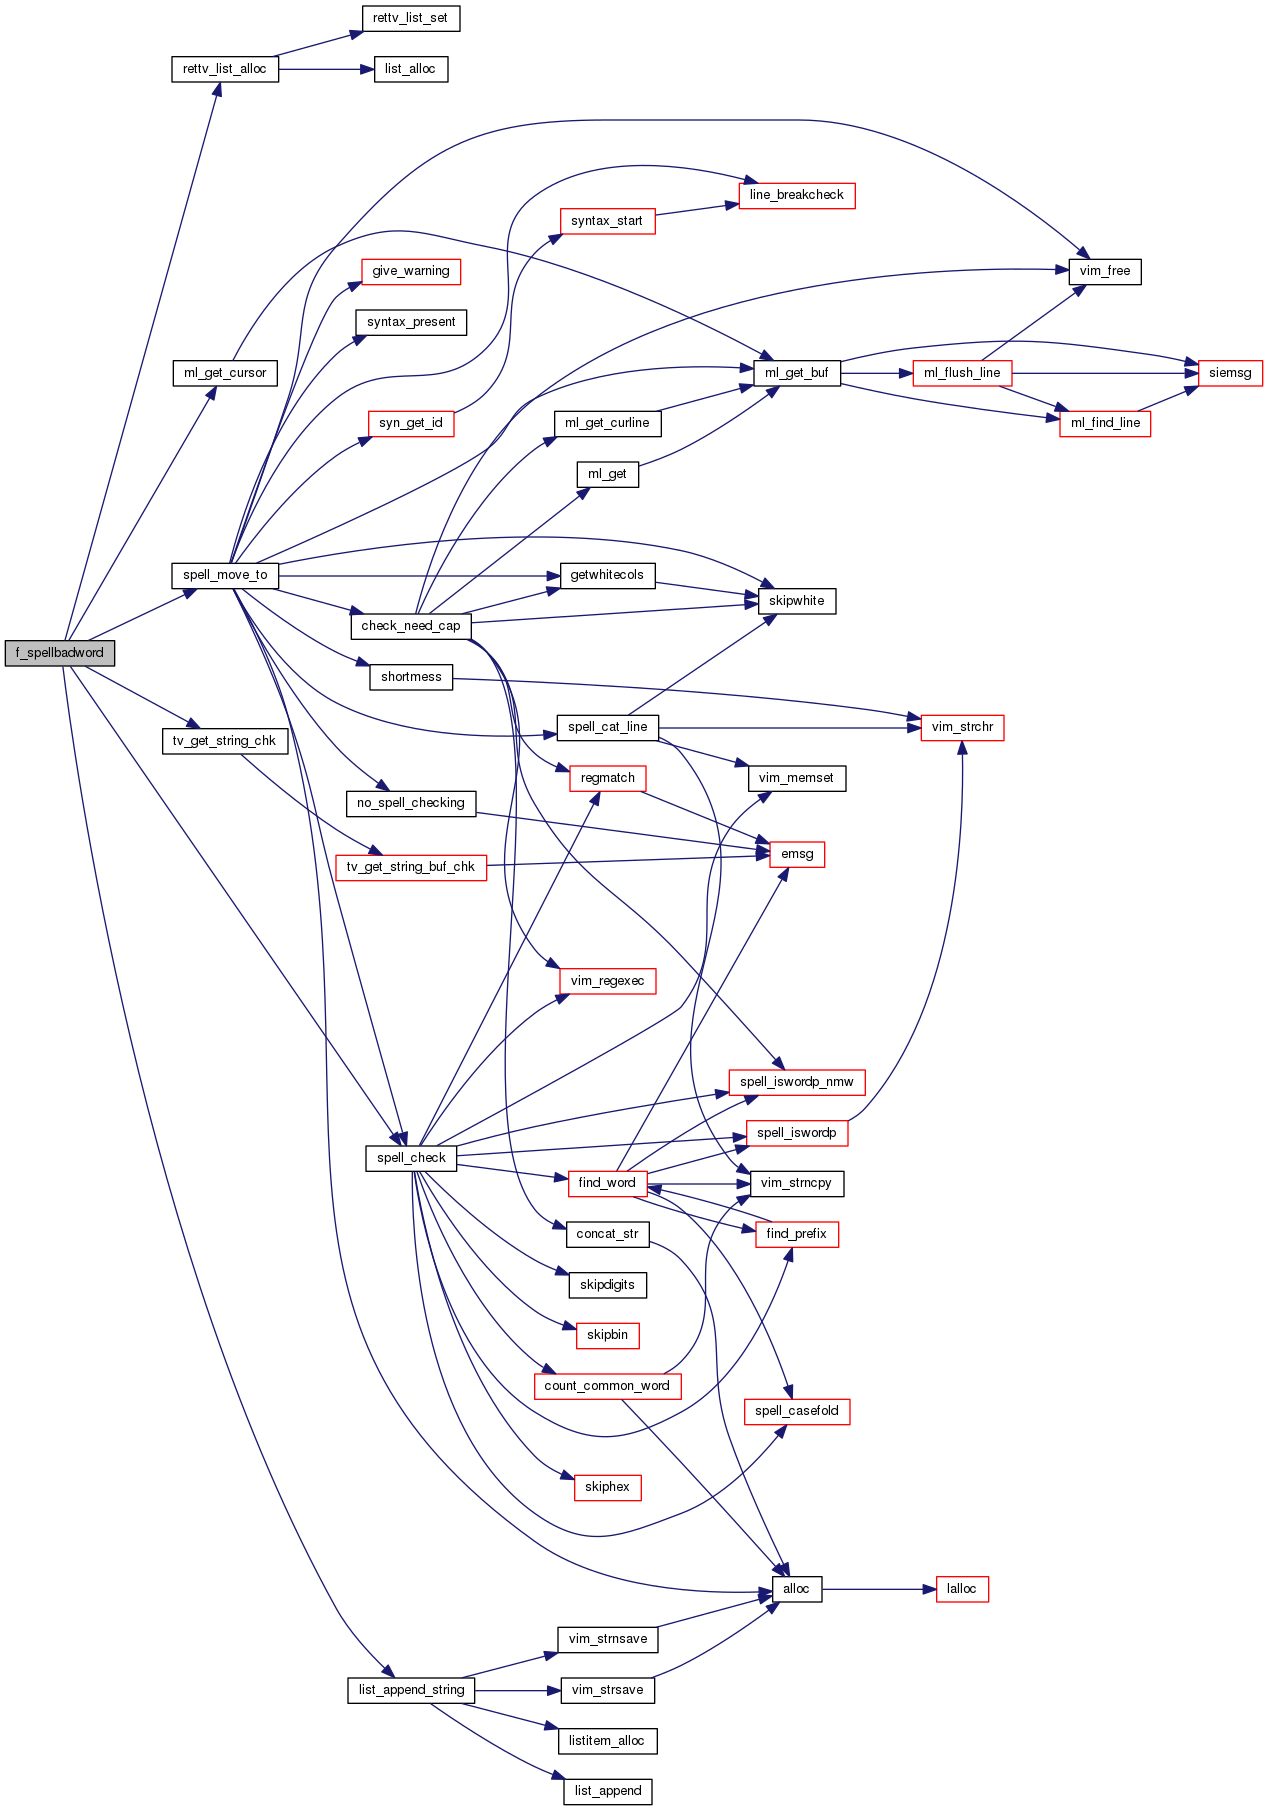 rettv_list_set
rettv_list_alloc
list_alloc
line_breakcheck
syntax_start
give_warning
vim_free
syntax_present
ml_get_cursor
ml_get_buf
ml_flush_line
siemsg
syn_get_id
ml_get_curline
ml_find_line
ml_get
spell_move_to
getwhitecols
skipwhite
check_need_cap
f_spellbadword
shortmess
spell_cat_line
vim_strchr
tv_get_string_chk
regmatch
vim_memset
no_spell_checking
emsg
tv_get_string_buf_chk
vim_regexec
spell_iswordp_nmw
spell_iswordp
spell_check
find_word
vim_strncpy
concat_str
find_prefix
skipdigits
skipbin
count_common_word
spell_casefold
skiphex
alloc
lalloc
vim_strnsave
list_append_string
vim_strsave
listitem_alloc
list_append